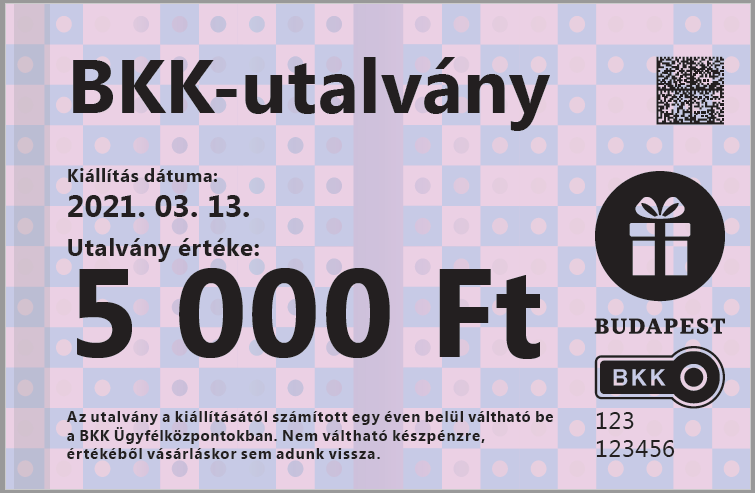 BKK-utalvány
Kiállítás dátuma:
2021. 03. 13.
Utalvány értéke:
5 000 Ft
Az utalvány a kiállításától számított egy éven belül váltható be
a BKK Ügyfélközpontokban. Nem váltható készpénzre,
értékéből vásárláskor sem adunk vissza.
BUDAPEST
BKK
123
123456